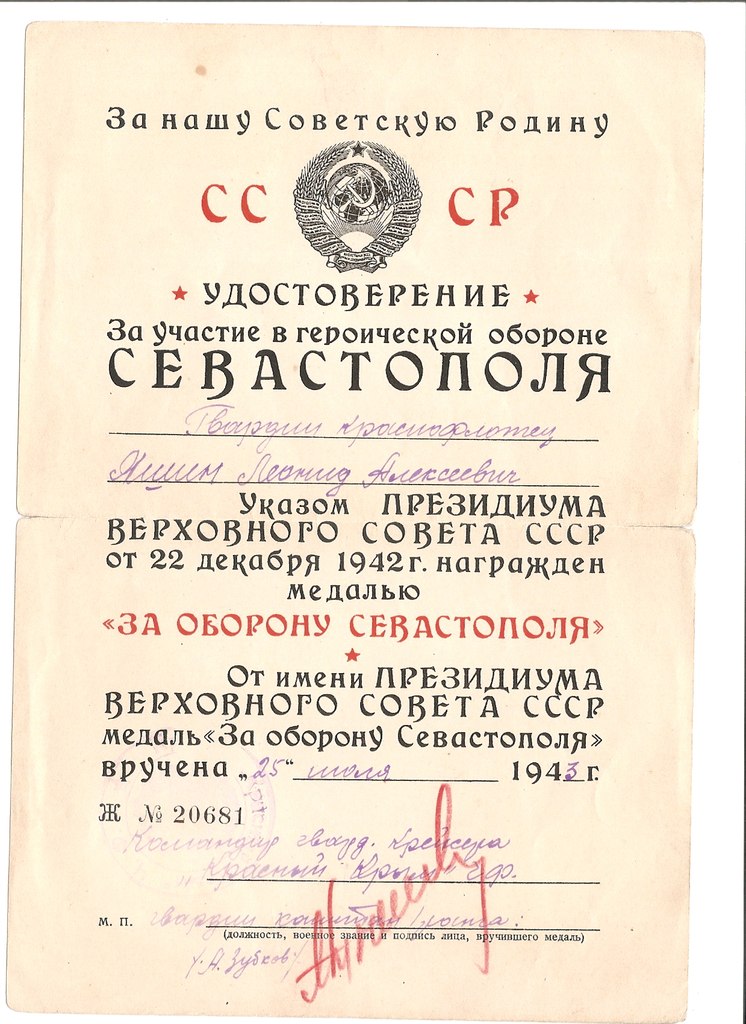 За нашу Советскую Родину
СС СР
УДОСТОВЕРЕНИЕ
За участие в героической обороне
СЕВАСТОПОЛЯ
Гвардии краснофлотец
Яшин Леонид Алексеевич
Указом ПРЕЗИДИУМА
ВЕРХОВНОГО СОВЕТА СССР
от 22 декабря 1942 г. награжден
медалью
«ЗА ОБОРОНУ СЕВАСТОПОЛЯ»
От имени ПРЕЗИДИУМА
ВЕРХОВНОГО СОВЕТА СССР
медаль «За оборону Севастополя»
вручена „25“ июля 1943 г.
Ж № 20681
Командир гвард. крейсера
„Красный Крым" ЧФ.
М. П. гвардии капитан 1 ранга:
(должность, военное звание и подпись лица, вручившего медаль)
/А. Зубков/